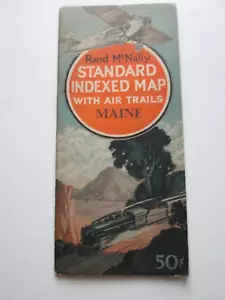 Rand McNally
STANDARD
INDEXED MAP
WITH AIR TRAILS
MAINE
50¢